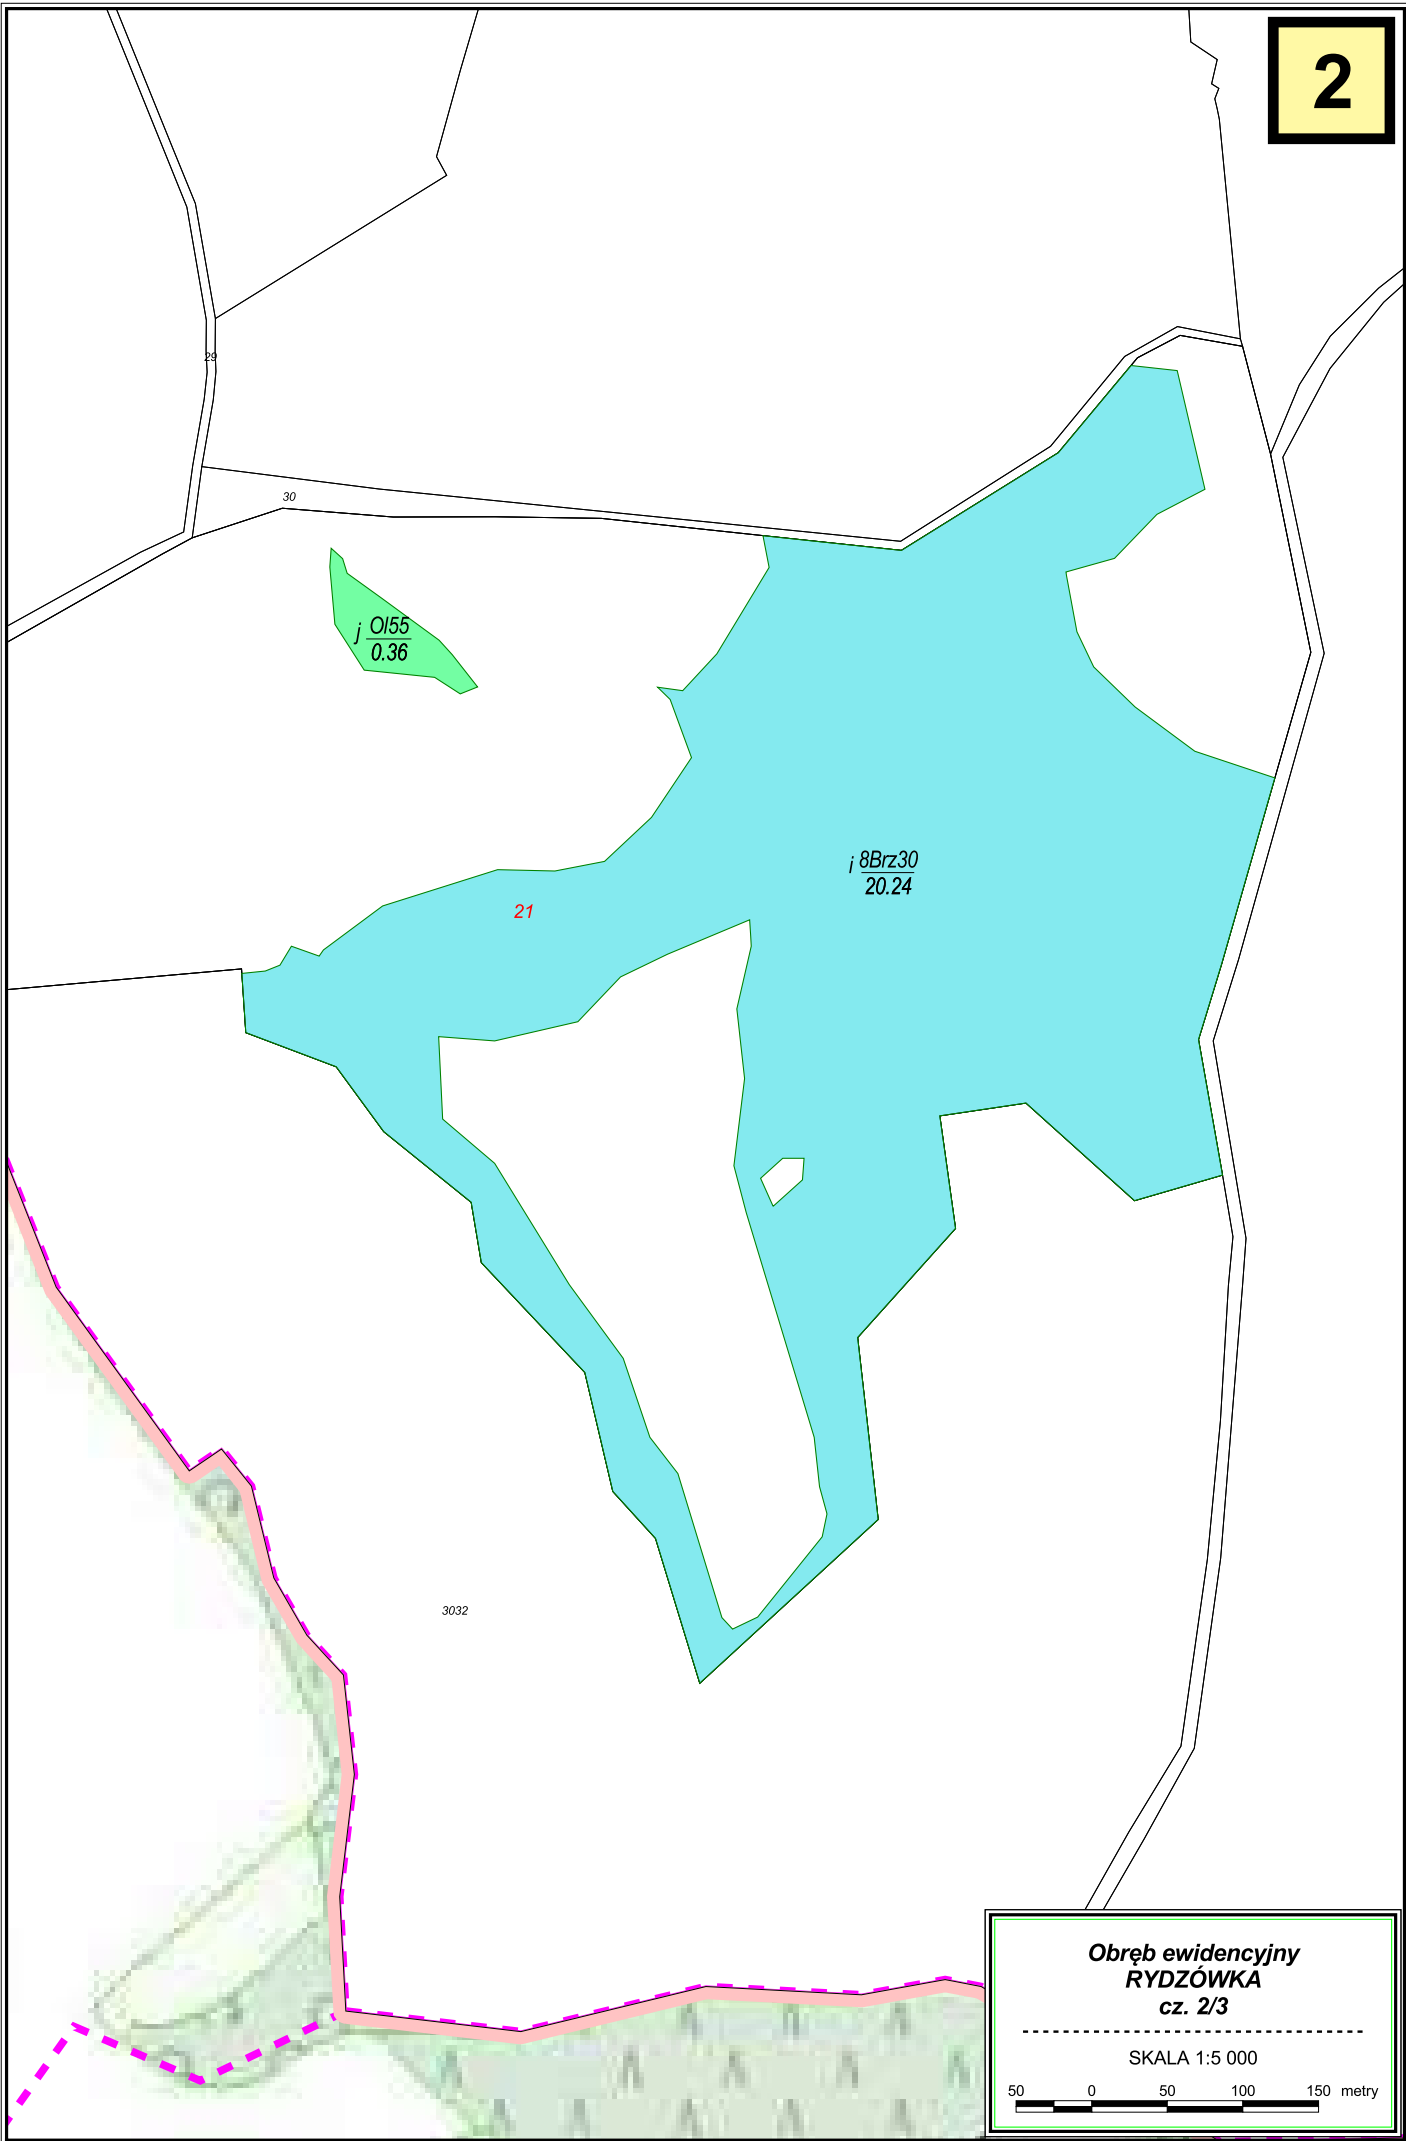 2
29
30
j Ol55
0.36
i 8Brz30
20.24
21
3032
Obręb ewidencyjny
RYDZÓWKA
cz. 2/3
SKALA 1:5 000
50 0 50 100 150 metry